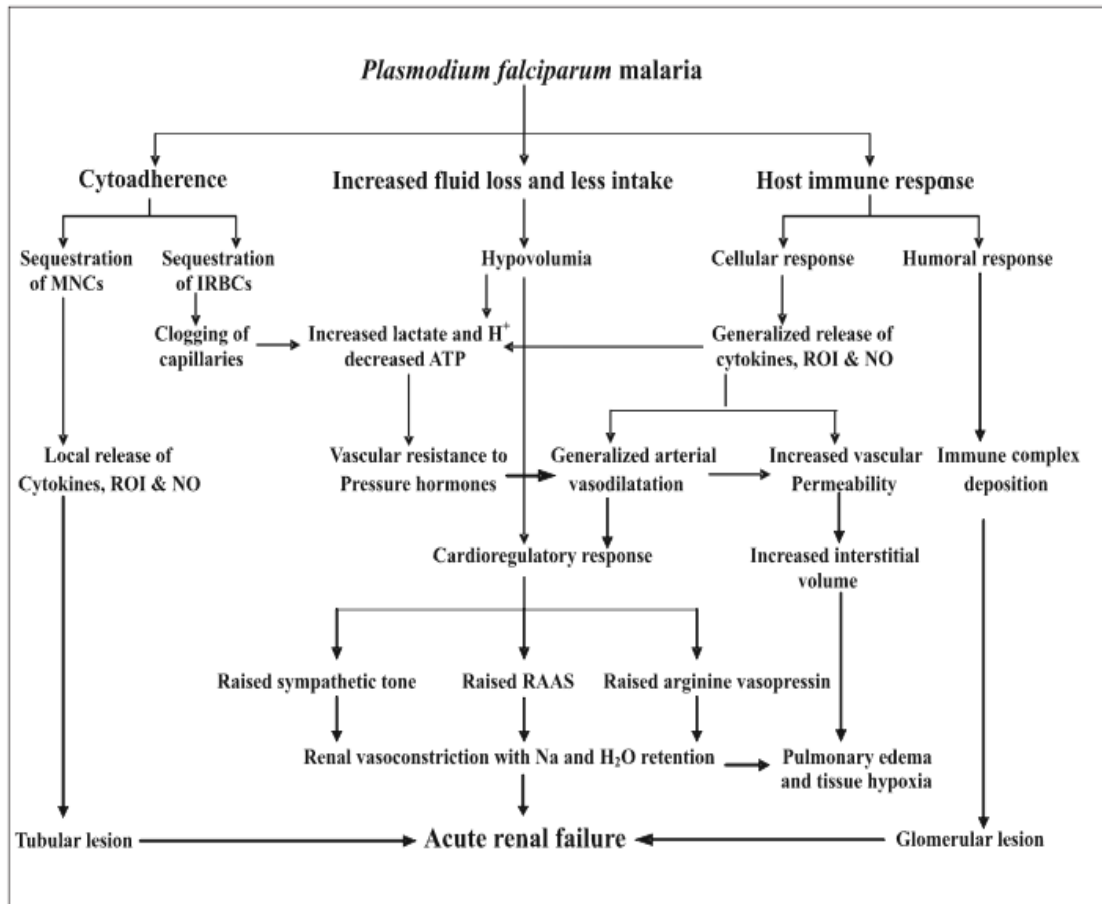 Plasmodium falciparum malaria
Cytoadherence
Increased fluid loss and less intake
Host immune response
Sequestration
of MNCs
Sequestration
of IRBCs
Hypovolumia
Cellular response
Humoral response
Clogging of
capillaries
Increased lactate and H⁺
decreased ATP
Generalized release of
cytokines, ROI & NO
Local release of
Cytokines, ROI & NO
Vascular resistance to
Pressure hormones
Generalized arterial
vasodilatation
Increased vascular
Permeability
Immune complex
deposition
Cardioregulatory response
Increased interstitial
volume
Raised sympathetic tone
Raised RAAS
Raised arginine vasopressin
Renal vasoconstriction with Na and H₂O retention
Pulmonary edema
and tissue hypoxia
Tubular lesion
Acute renal failure
Glomerular lesion